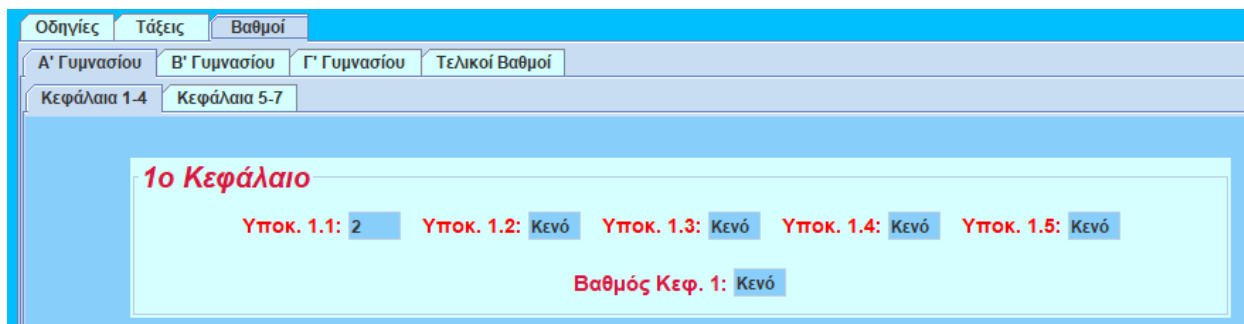 Οδηγίες Τάξεις Βαθμοί
Α' Γυμνασίου Β' Γυμνασίου Γ' Γυμνασίου Τελικοί Βαθμοί
Κεφάλαια 1-4 Κεφάλαια 5-7
1ο Κεφάλαιο
Υποκ. 1.1: 2 Υποκ. 1.2: Κενό Υποκ. 1.3: Κενό Υποκ. 1.4: Κενό Υποκ. 1.5: Κενό
Βαθμός Κεφ. 1: Κενό